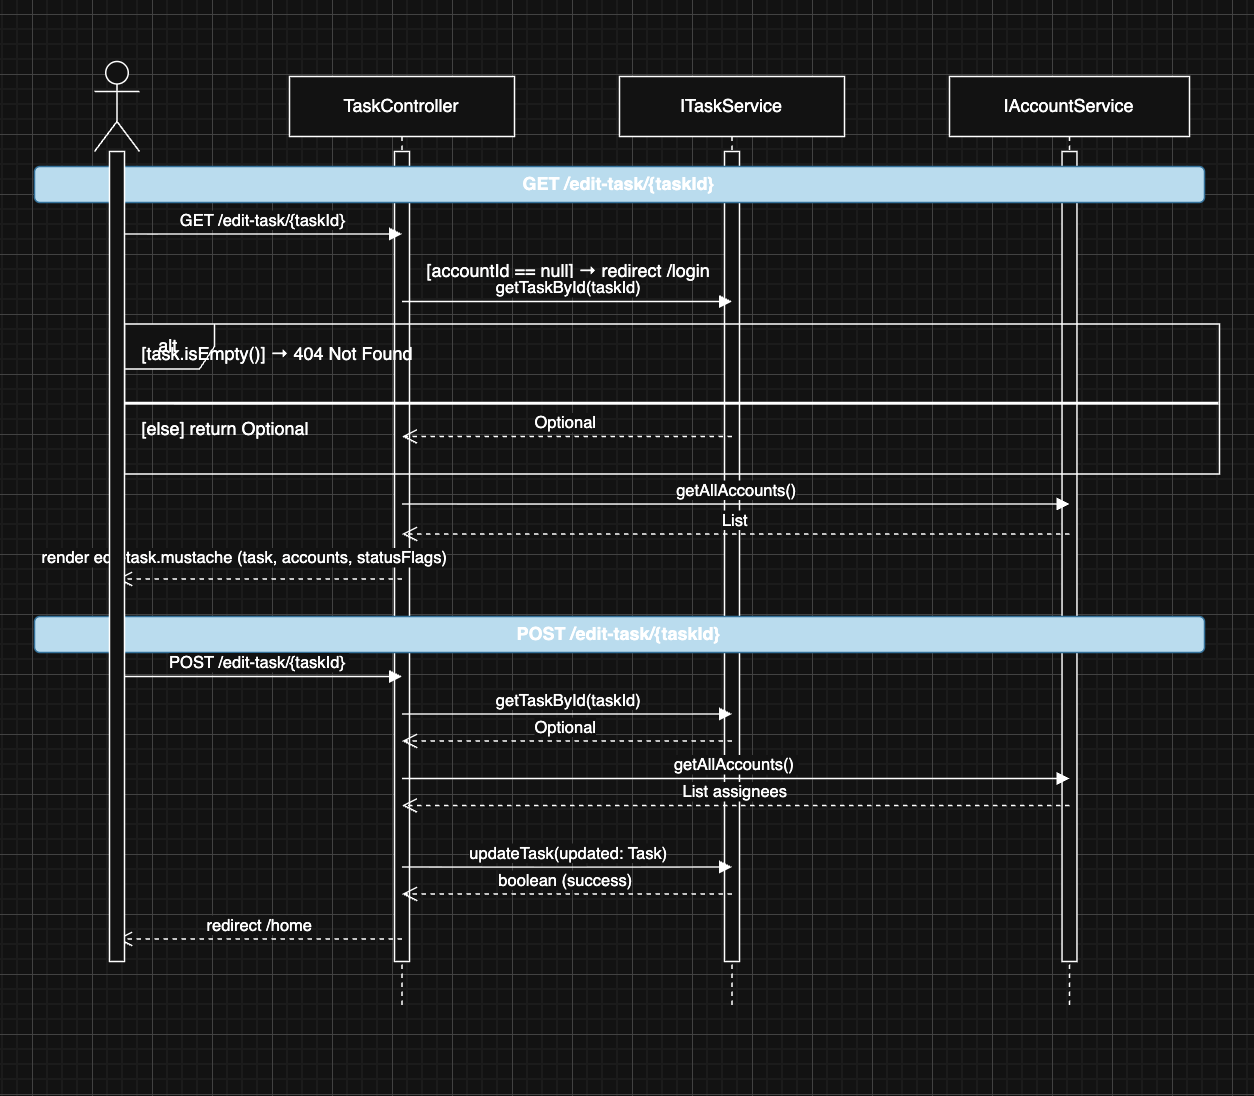 TaskController
ITaskService
IAccountService
GET /edit-task/{taskId}
GET /edit-task/{taskId}
[accountId == null] → redirect /login
getTaskById(taskId)
alt
[task.isEmpty()] → 404 Not Found
Optional
[else] return Optional
getAllAccounts()
List
render edit-task.mustache (task, accounts, statusFlags)
POST /edit-task/{taskId}
POST /edit-task/{taskId}
getTaskById(taskId)
Optional
getAllAccounts()
List assignees
updateTask(updated: Task)
boolean (success)
redirect /home